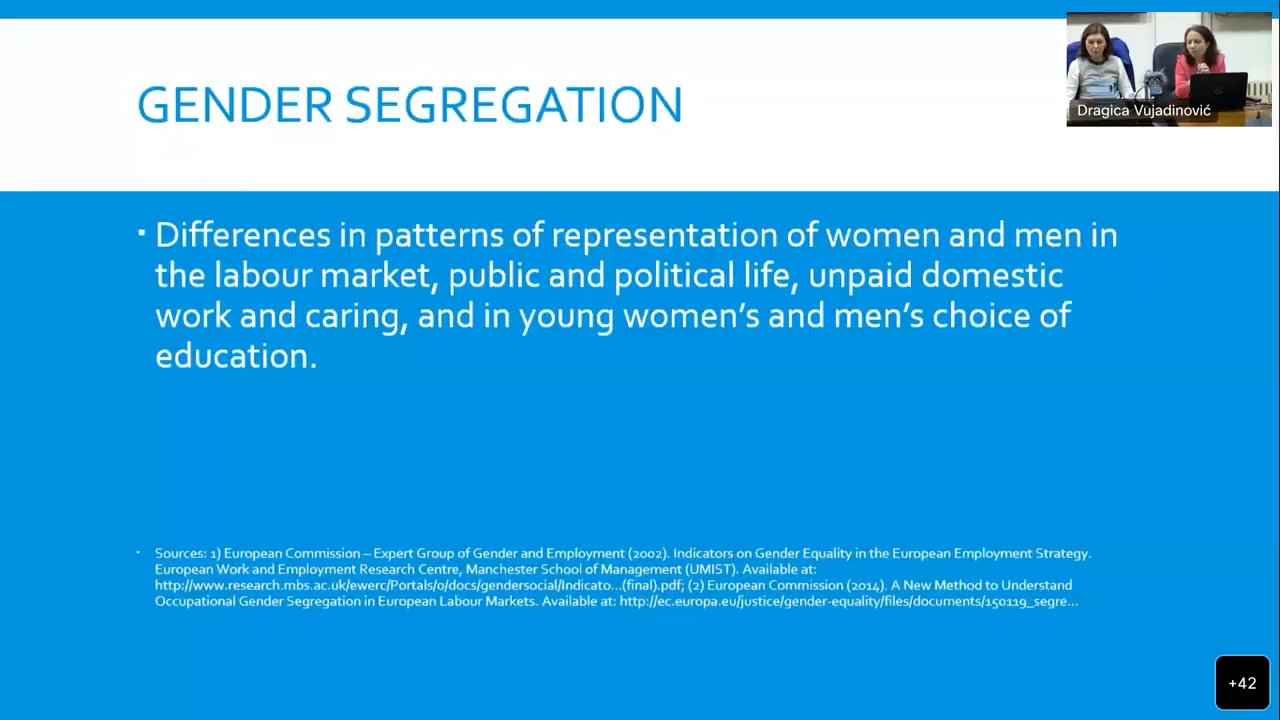 GENDER SEGREGATION
Dragica Vujadinović
▪ Differences in patterns of representation of women and men in
the labour market, public and political life, unpaid domestic
work and caring, and in young women’s and men’s choice of
education.
▪ Sources: 1) European Commission – Expert Group of Gender and Employment (2002). Indicators on Gender Equality in the European Employment Strategy.
European Work and Employment Research Centre, Manchester School of Management (UMIST). Available at:
http://www.research.mbs.ac.uk/ewerc/Portals/0/docs/gendersocial/Indicato...(final).pdf; (2) European Commission (2014). A New Method to Understand
Occupational Gender Segregation in European Labour Markets. Available at: http://ec.europa.eu/justice/gender-equality/files/documents/150119_segre...
+42